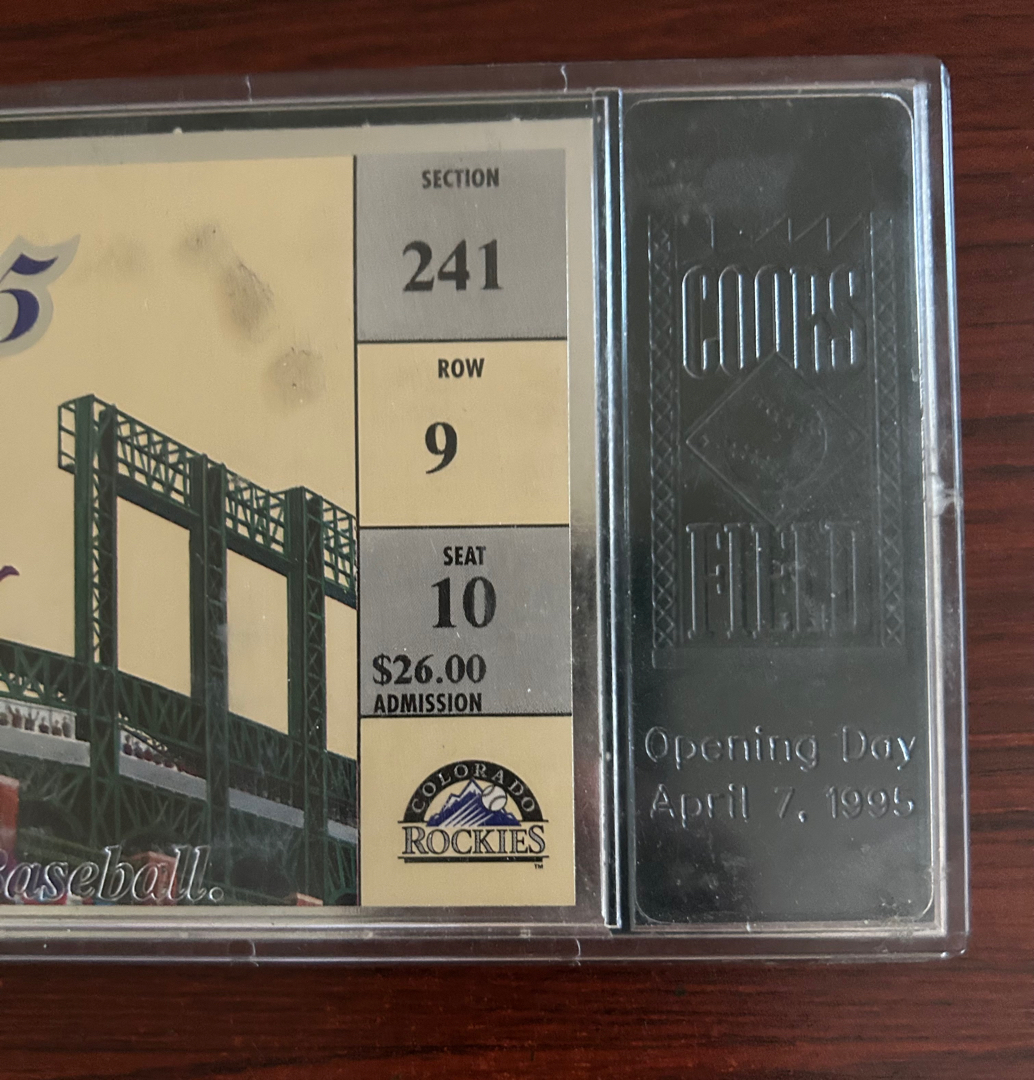 5
SECTION
241
ROW
9
SEAT
10
$26.00
ADMISSION
COLORADO
ROCKIES
TM
Baseball.
COORS
FIELD
Opening Day
April 7, 1995